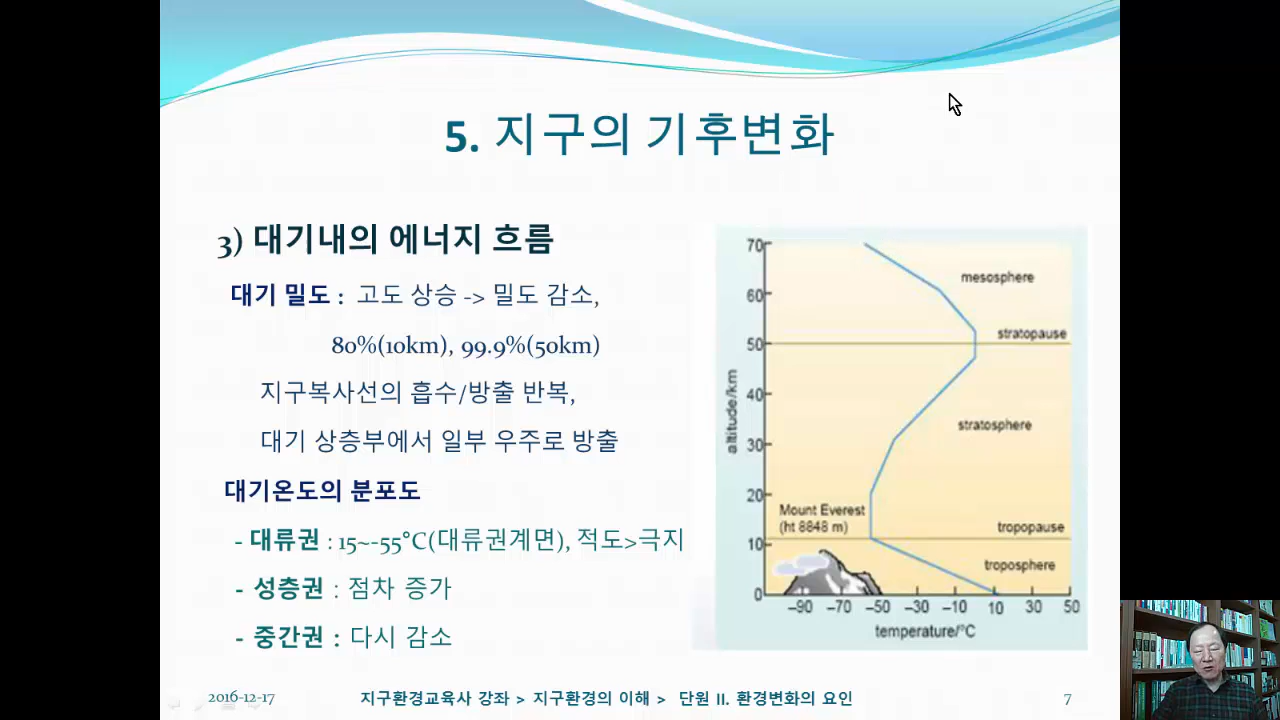 5. 지구의 기후변화
3) 대기내의 에너지 흐름
대기 밀도 : 고도 상승 -> 밀도 감소,
80%(10km), 99.9%(50km)
지구복사선의 흡수/방출 반복,
대기 상층부에서 일부 우주로 방출
대기온도의 분포도
- 대류권 : 15~-55°C(대류권계면), 적도>극지
- 성층권 : 점차 증가
- 중간권 : 다시 감소
70
60
50
40
30
20
10
0
altitude/km
mesosphere
stratopause
stratosphere
Mount Everest
(ht 8848 m)
tropopause
troposphere
–90 –70 –50 –30 –10 10 30 50
temperature/°C
2016-12-17
지구환경교육사 강좌 > 지구환경의 이해 > 단원 II. 환경변화의 요인
7